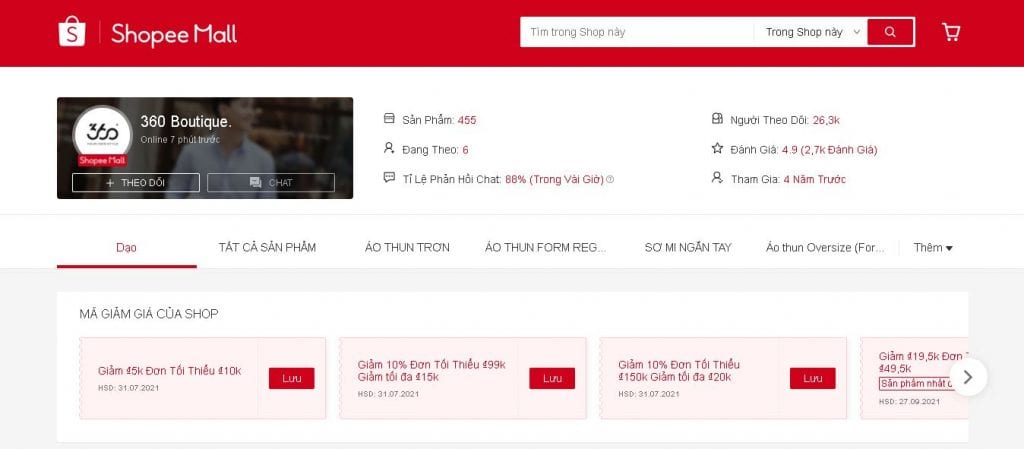 S Shopee Mall
Tìm trong Shop này
Trong Shop này
360
360 Boutique.
Online 7 phút trước
Shopee Mall
+ THEO DÕI
CHAT
Sản Phẩm: 455
Người Theo Dõi: 26,3k
Đang Theo: 6
Đánh Giá: 4.9 (2,7k Đánh Giá)
Tỉ Lệ Phản Hồi Chat: 88% (Trong Vài Giờ)
Tham Gia: 4 Năm Trước
Dạo
TẤT CẢ SẢN PHẨM
ÁO THUN TRƠN
ÁO THUN FORM REG...
SƠ MI NGẮN TAY
Áo thun Oversize (For...
Thêm
MÃ GIẢM GIÁ CỦA SHOP
Giảm ₫5k Đơn Tối Thiểu ₫10k
HSD: 31.07.2021
Lưu
Giảm 10% Đơn Tối Thiểu ₫99k
Giảm tối đa ₫15k
HSD: 31.07.2021
Lưu
Giảm 10% Đơn Tối Thiểu
₫150k Giảm tối đa ₫20k
HSD: 31.07.2021
Lưu
Giảm ₫19,5k Đơn
₫49,5k
Sản phẩm nhất
HSD: 27.09.2021